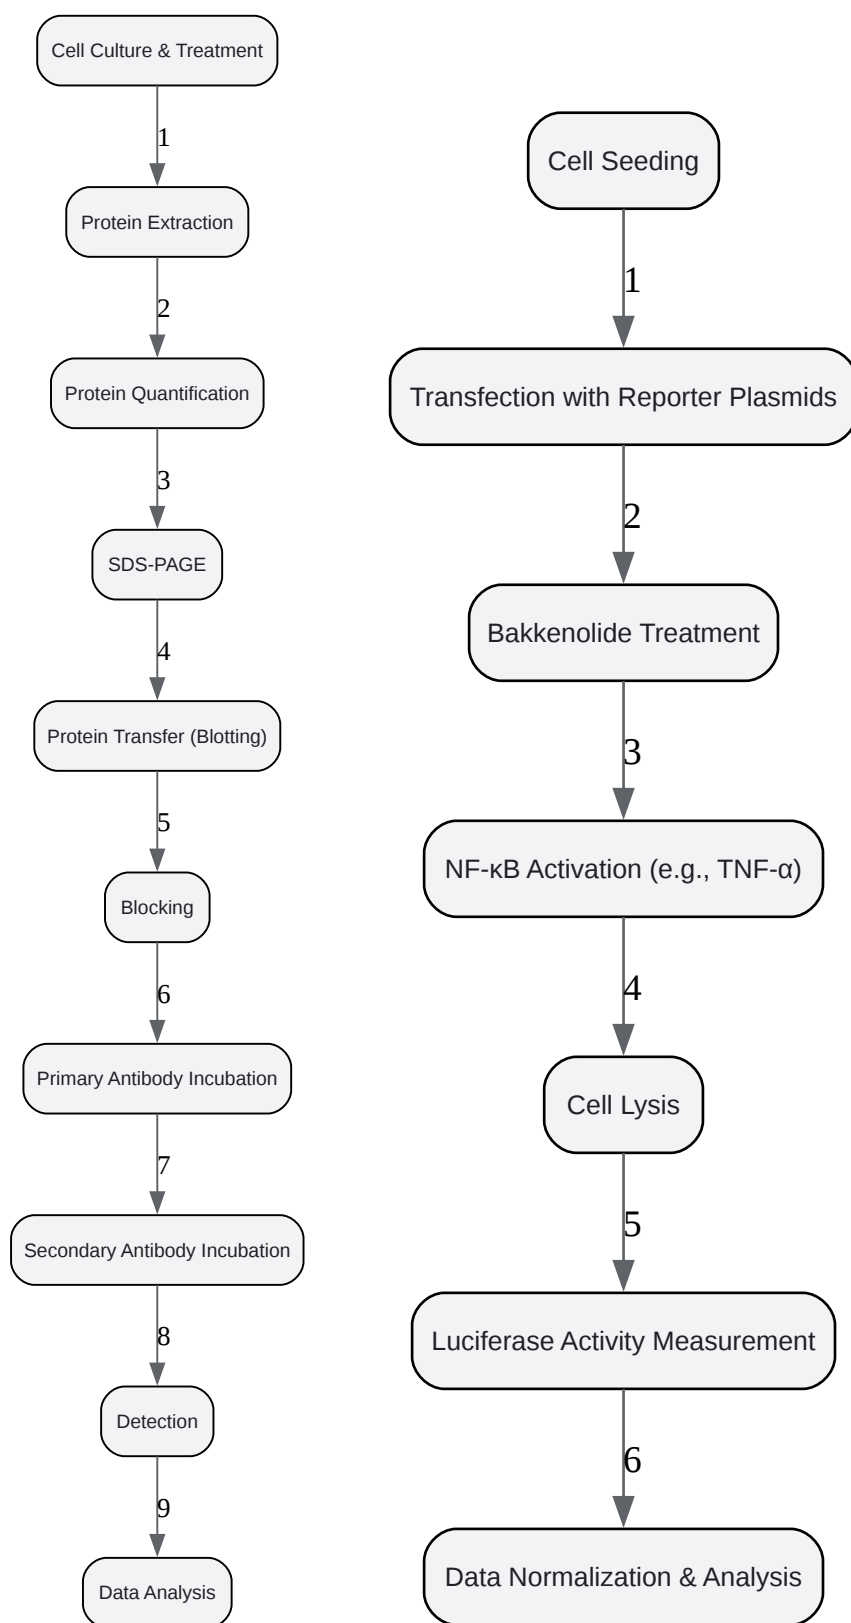 Cell Culture & Treatment
1
Protein Extraction
2
Protein Quantification
3
SDS-PAGE
4
Protein Transfer (Blotting)
5
Blocking
6
Primary Antibody Incubation
7
Secondary Antibody Incubation
8
Detection
9
Data Analysis
Cell Seeding
1
Transfection with Reporter Plasmids
2
Bakkenolide Treatment
3
NF-κB Activation (e.g., TNF-α)
4
Cell Lysis
5
Luciferase Activity Measurement
6
Data Normalization & Analysis